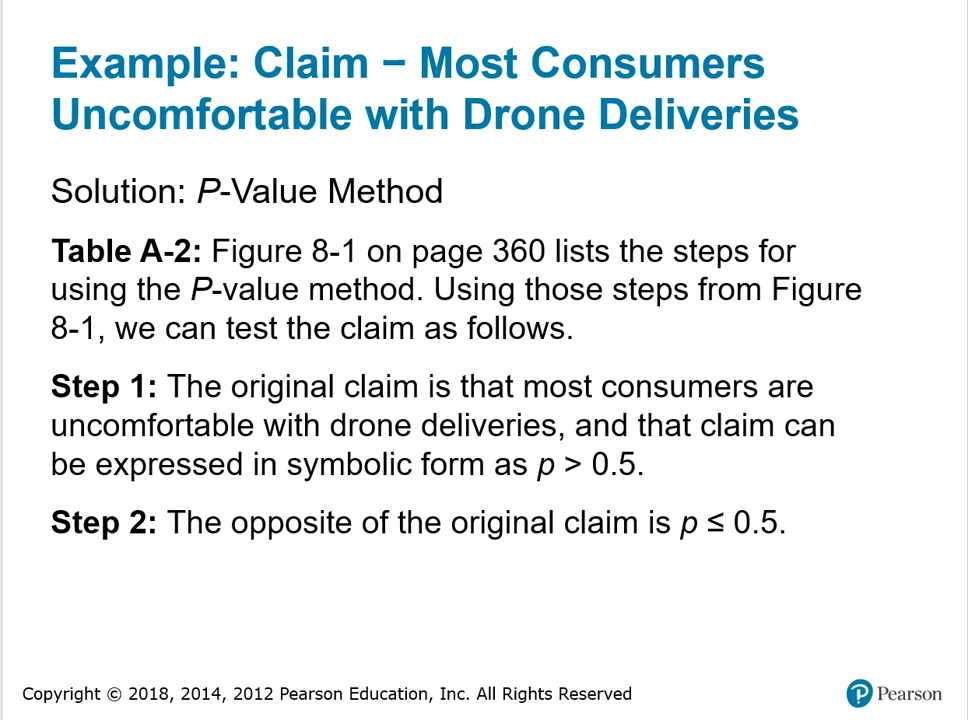 Example: Claim − Most Consumers
Uncomfortable with Drone Deliveries
Solution: P-Value Method
Table A-2: Figure 8-1 on page 360 lists the steps for
using the P-value method. Using those steps from Figure
8-1, we can test the claim as follows.
Step 1: The original claim is that most consumers are
uncomfortable with drone deliveries, and that claim can
be expressed in symbolic form as p > 0.5.
Step 2: The opposite of the original claim is p ≤ 0.5.
Copyright © 2018, 2014, 2012 Pearson Education, Inc. All Rights Reserved
P Pearson